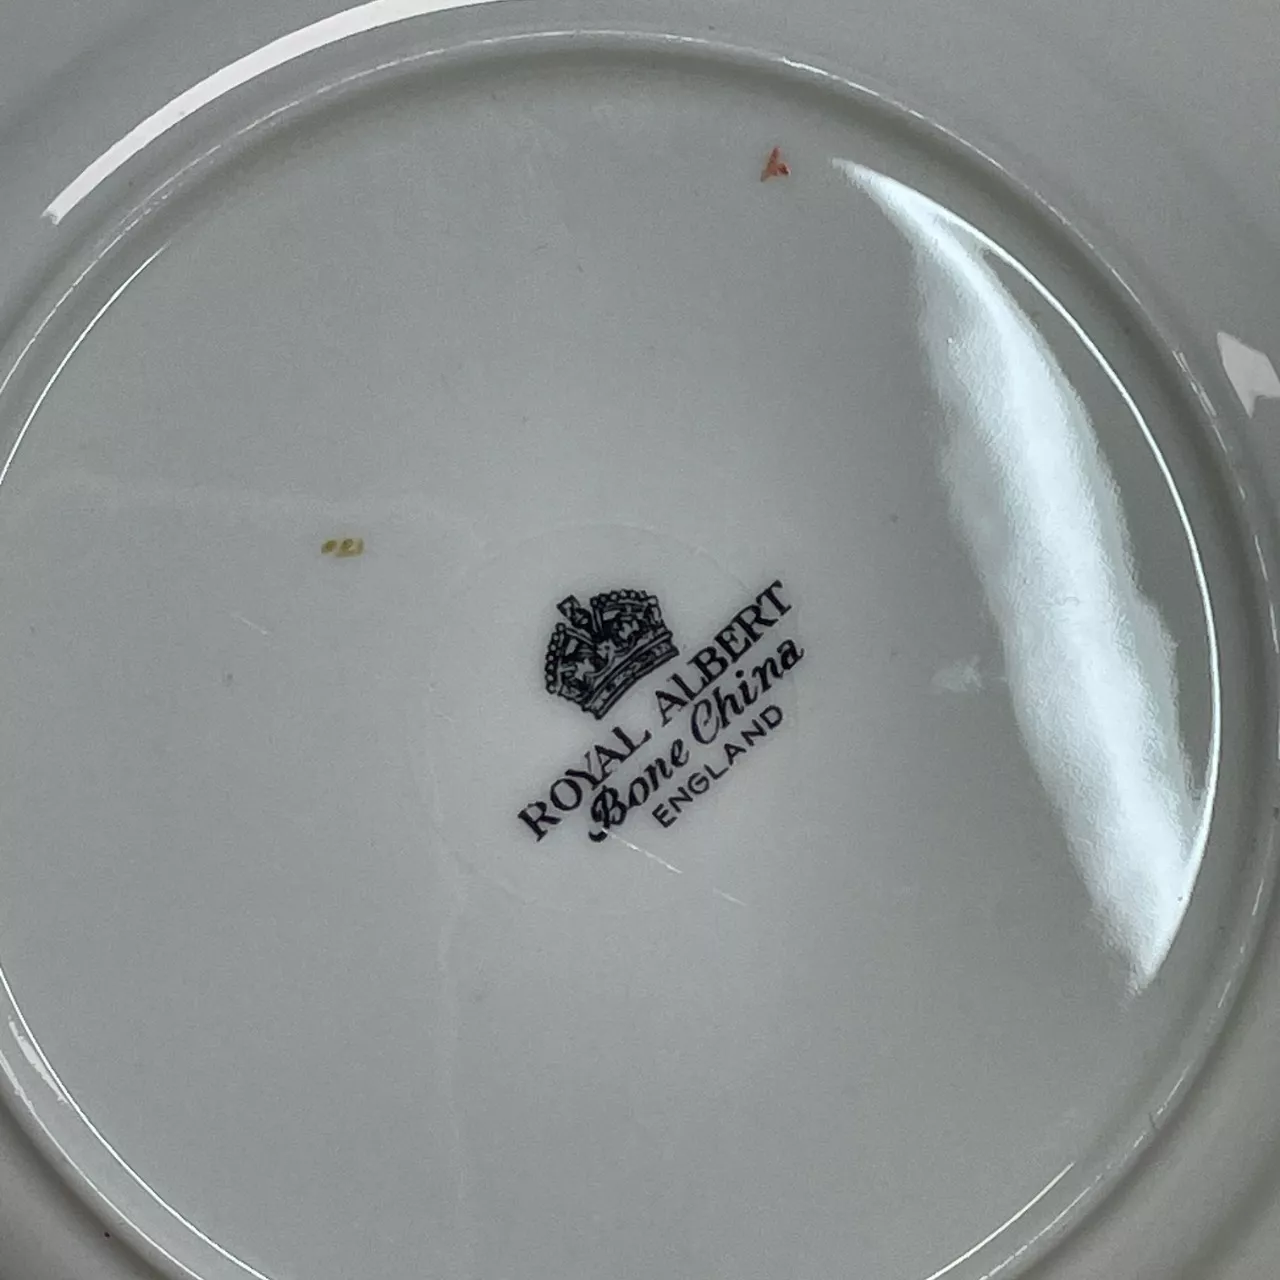 ROYAL ALBERT
Bone China
ENGLAND